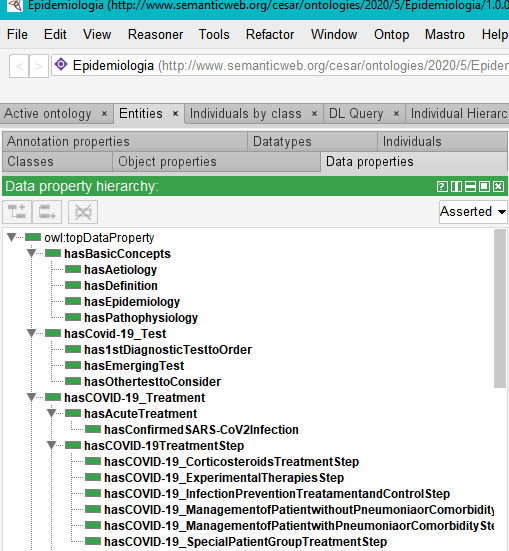 Epidemiologia (http://www.semanticweb.org/cesar/ontologies/2020/5/Epidemiologia/1.0.0
File Edit View Reasoner Tools Refactor Window Ontop Mastro Help
< > Epidemiologia (http://www.semanticweb.org/cesar/ontologies/2020/5/Epider
Active ontology × Entities × Individuals by class × DL Query × Individual Hierarc
Annotation properties Datatypes Individuals
Classes Object properties Data properties
Data property hierarchy:
Asserted
owl:topDataProperty
hasBasicConcepts
hasAetiology
hasDefinition
hasEpidemiology
hasPathophysiology
hasCovid-19_Test
has1stDiagnosticTesttoOrder
hasEmergingTest
hasOthertesttoConsider
hasCOVID-19_Treatment
hasAcuteTreatment
hasConfirmedSARS-CoV2Infection
hasCOVID-19TreatmentStep
hasCOVID-19_CorticosteroidsTreatmentStep
hasCOVID-19_ExperimentalTherapiesStep
hasCOVID-19_InfectionPreventionTreatamentandControlStep
hasCOVID-19_ManagementofPatientwithoutPneumoniaorComorbidity
hasCOVID-19_ManagementofPatientwithPneumoniaorComorbiditySte
hasCOVID-19_SpecialPatientGroupTreatmentStep